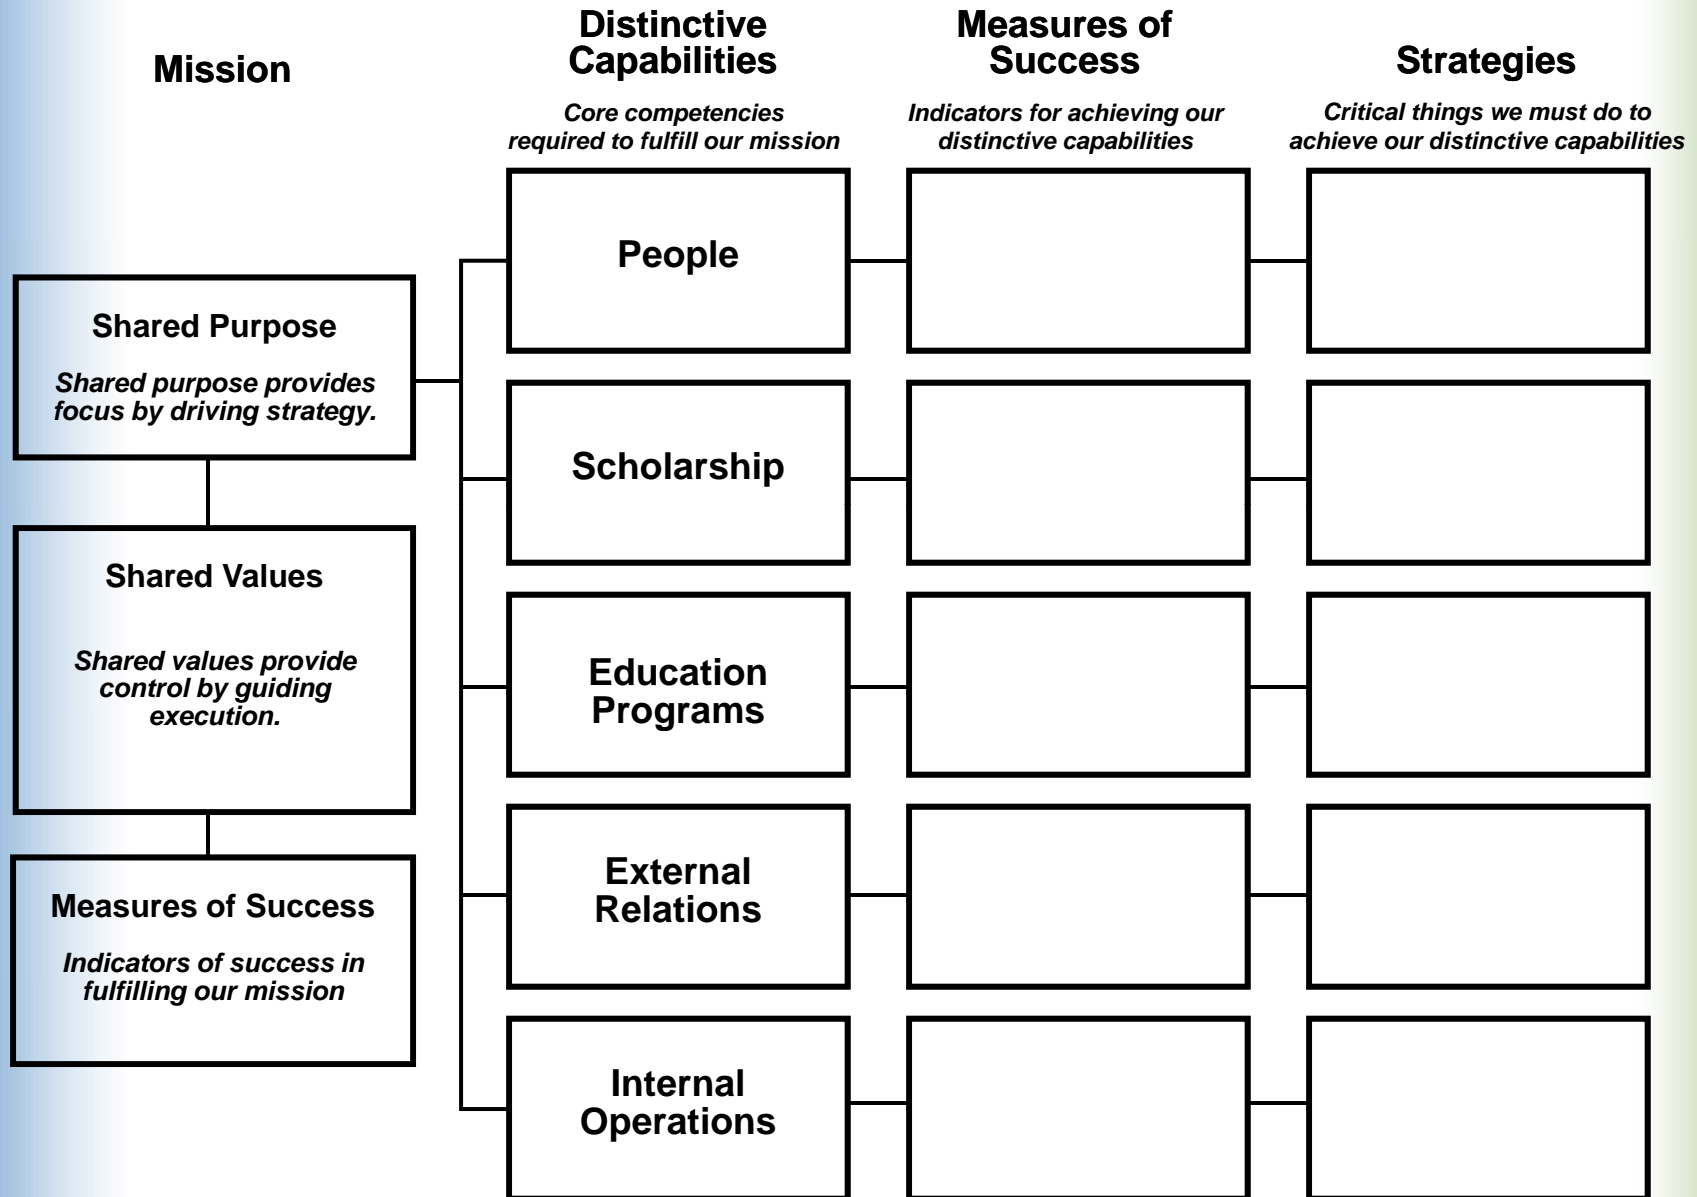 Mission
Distinctive
Capabilities
Core competencies
required to fulfill our mission
Measures of
Success
Indicators for achieving our
distinctive capabilities
Strategies
Critical things we must do to
achieve our distinctive capabilities
Shared Purpose
Shared purpose provides
focus by driving strategy.
Shared Values
Shared values provide
control by guiding
execution.
Measures of Success
Indicators of success in
fulfilling our mission
People
Scholarship
Education
Programs
External
Relations
Internal
Operations